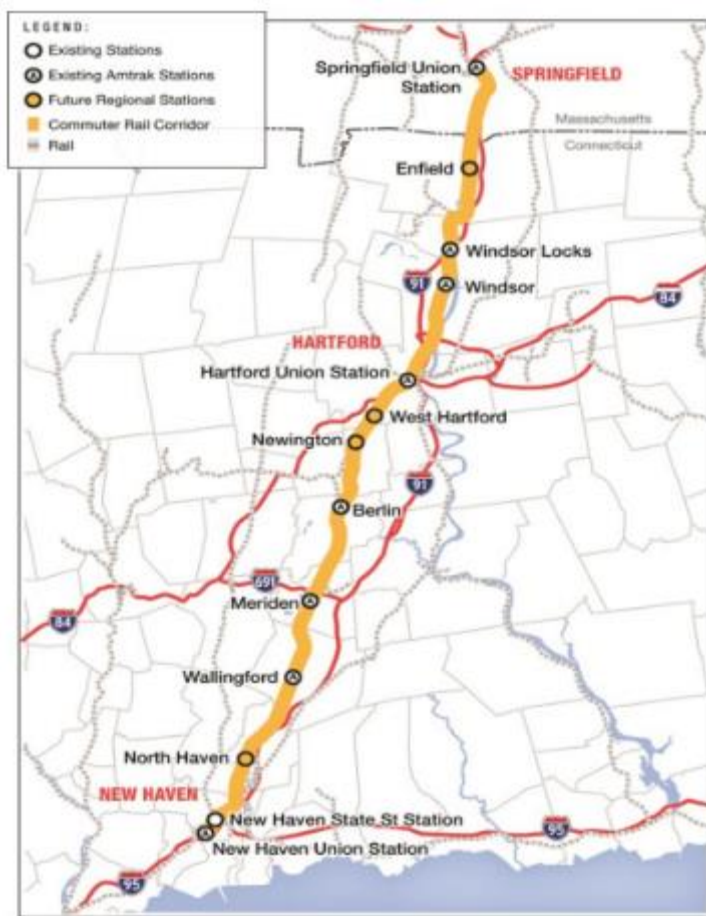 LEGEND:
Existing Stations
Existing Amtrak Stations
Future Regional Stations
Commuter Rail Corridor
Rail
Springfield Union
Station
SPRINGFIELD
Massachusetts
Connecticut
Enfield
Windsor Locks
91
Windsor
84
HARTFORD
Hartford Union Station
West Hartford
Newington
91
Berlin
691
Meriden
84
Wallingford
North Haven
NEW HAVEN
New Haven State St Station
New Haven Union Station
95
95